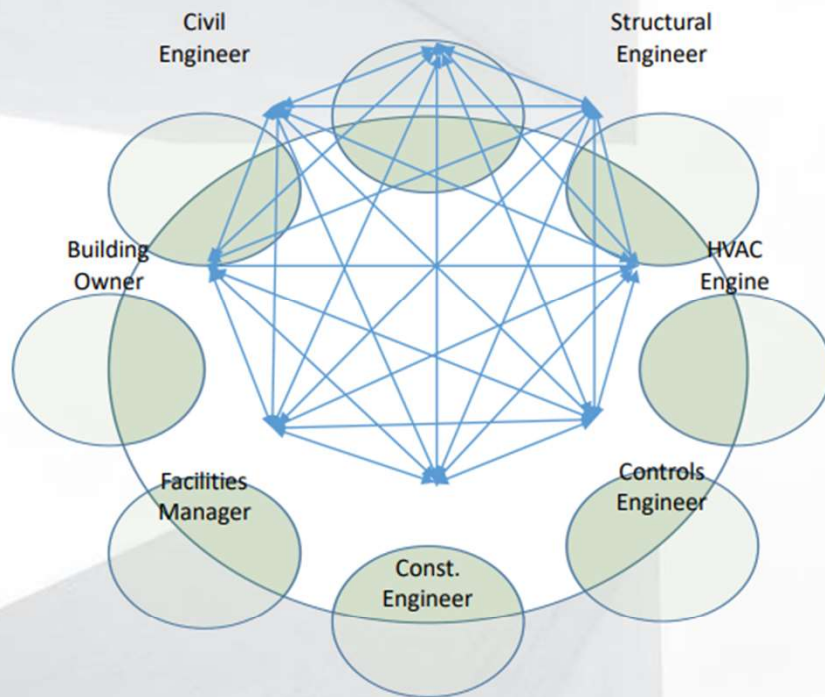 Civil
Engineer
Structural
Engineer
Building
Owner
HVAC
Engine
Facilities
Manager
Controls
Engineer
Const.
Engineer